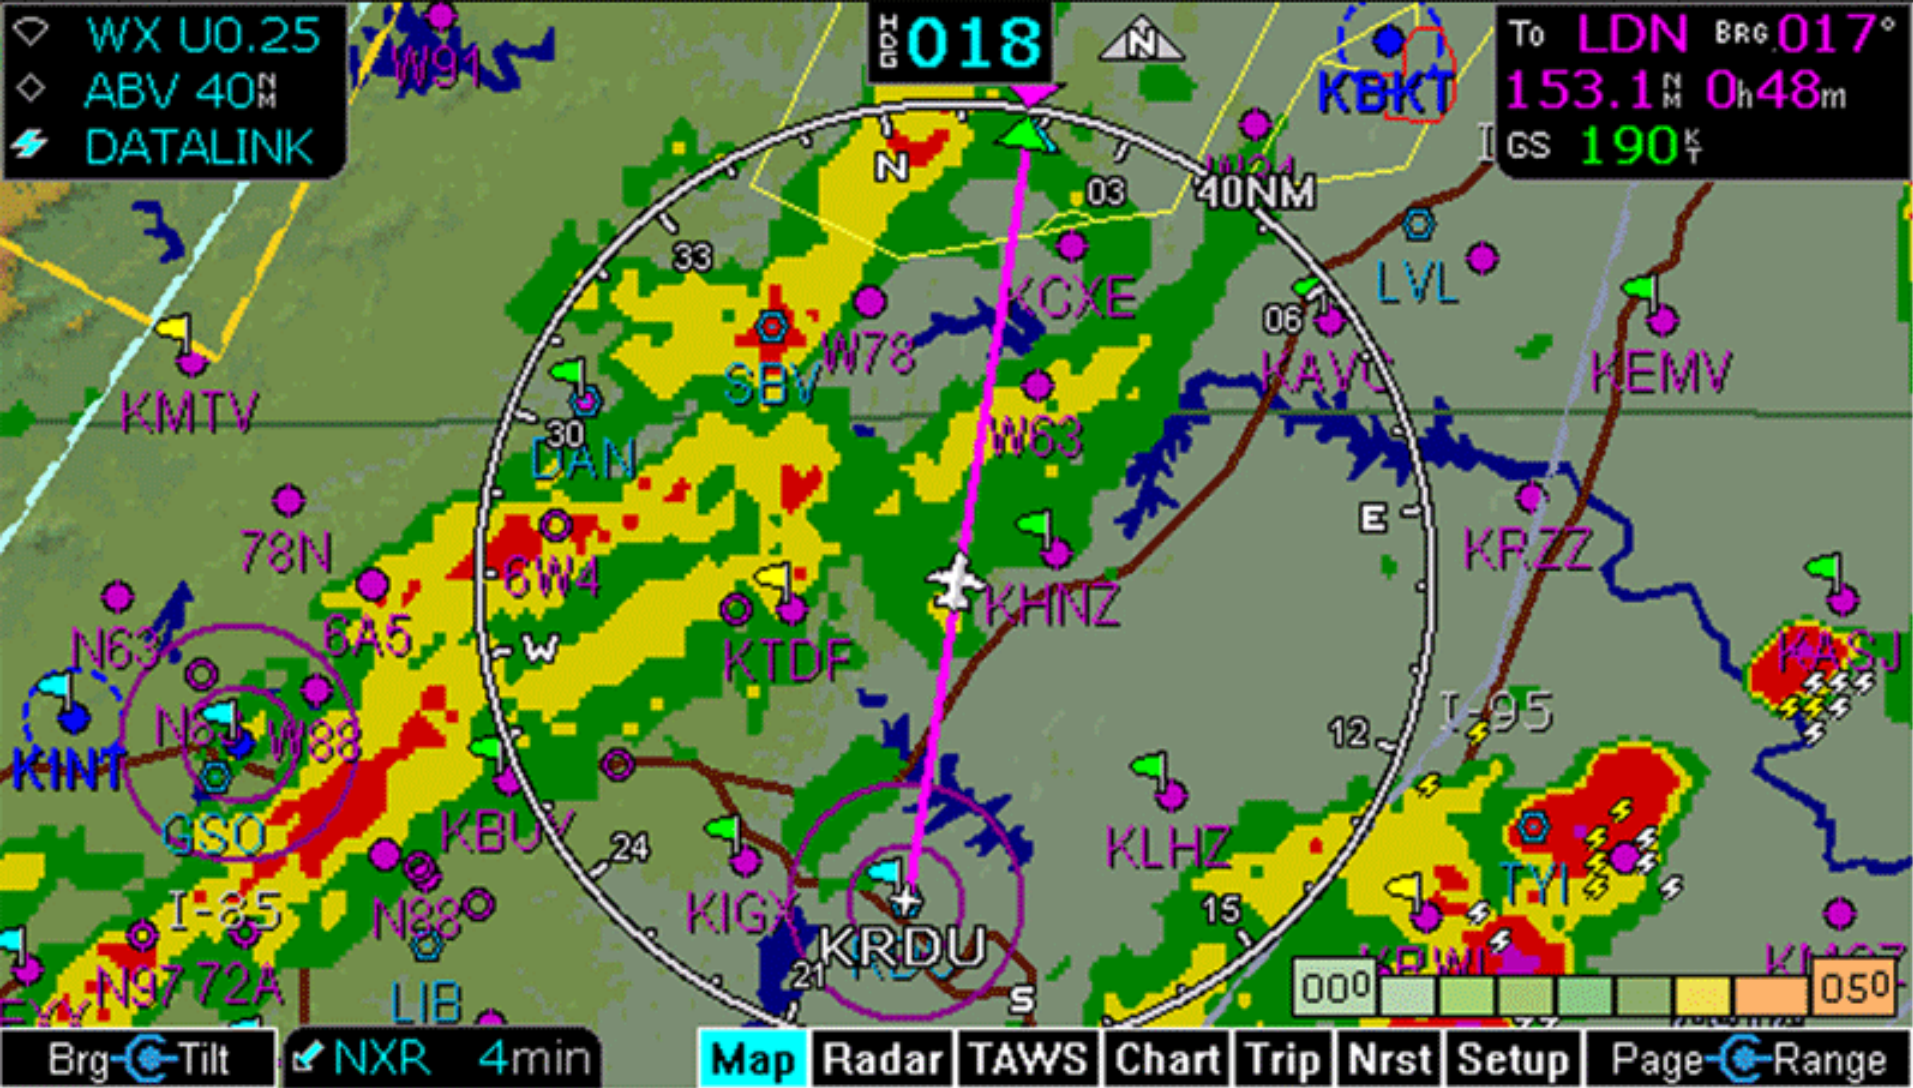 WX U0.25
ABV 40NM
DATALINK
HDG 018
N
To LDN BRG 017°
153.1NM 0h48m
GS 190KT
W91
KBKT
N
03
40NM
33
KCXE
LVL
06
W78
SBV
KAVC
KEMV
KMTV
30
DAN
W63
E
78N
6W4
KRZZ
KHNZ
N63
6A5
KTDF
KASJ
W
W88
I-95
12
KINT
GSO
KBUY
24
KLHZ
TYI
I-85
N88
KIGX
15
KRDU
N97
72A
LIB
21
S
000
050
Brg Tilt
NXR 4min
Map Radar TAWS Chart Trip Nrst Setup
Page Range